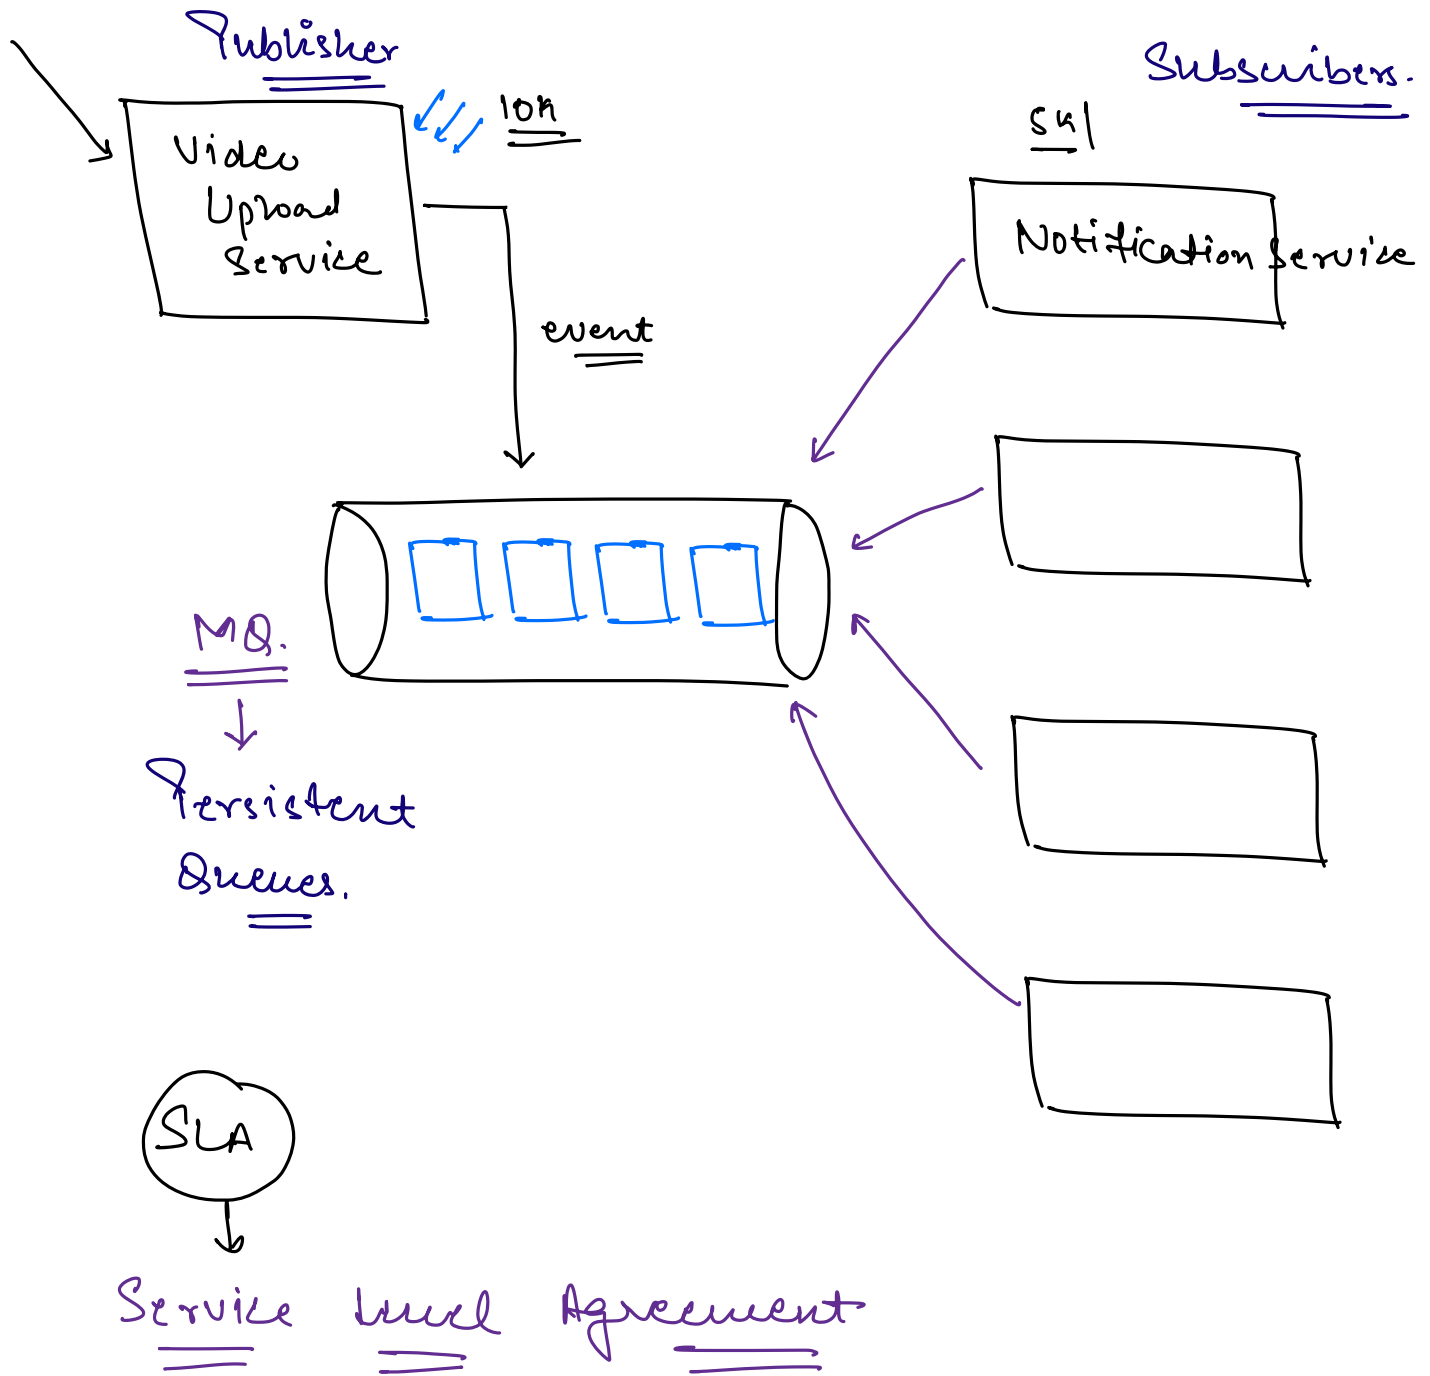 Publisher
Subscribers.
10K
5K
Video
Upload
Service
Notification Service
event
MQ.
Persistent
Queues.
SLA
Service Level Agreement